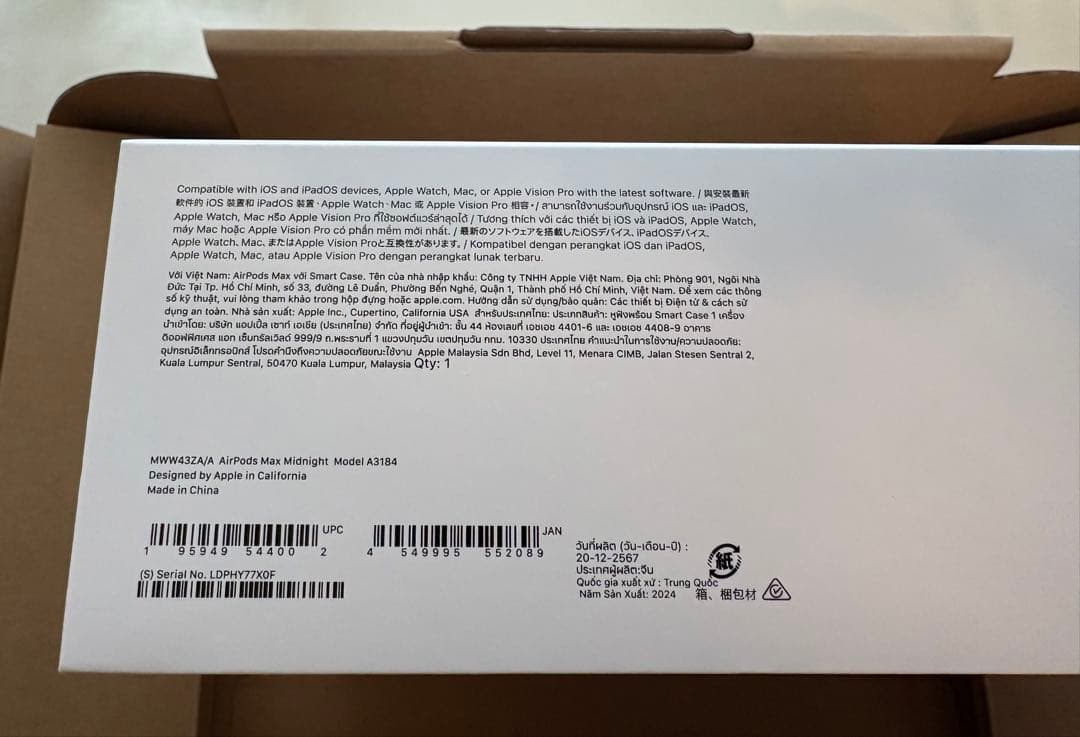 Compatible with iOS and iPadOS devices, Apple Watch, Mac, or Apple Vision Pro with the latest software. / 與安裝最新
軟件的 iOS 裝置和 iPadOS 裝置、Apple Watch、Mac 或 Apple Vision Pro 相容。/ สามารถใช้งานร่วมกับอุปกรณ์ iOS และ iPadOS,
Apple Watch, Mac หรือ Apple Vision Pro ที่ใช้ซอฟต์แวร์ล่าสุดได้ / Tương thích với các thiết bị iOS và iPadOS, Apple Watch,
máy Mac hoặc Apple Vision Pro có phần mềm mới nhất. / 最新のソフトウェアを搭載したiOSデバイス、iPadOSデバイス、
Apple Watch、Mac、またはApple Vision Proと互換性があります。/ Kompatibel dengan perangkat iOS dan iPadOS,
Apple Watch, Mac, atau Apple Vision Pro dengan perangkat lunak terbaru.
Với Việt Nam: AirPods Max với Smart Case. Tên của nhà nhập khẩu: Công ty TNHH Apple Việt Nam. Địa chỉ: Phòng 901, Ngôi Nhà
Đức Tại Tp. Hồ Chí Minh, số 33, đường Lê Duẩn, Phường Bến Nghé, Quận 1, Thành phố Hồ Chí Minh, Việt Nam. Để xem các thông
số kỹ thuật, vui lòng tham khảo trong hộp đựng hoặc apple.com. Hướng dẫn sử dụng/bảo quản: Các thiết bị Điện tử & cách sử
dụng an toàn. Nhà sản xuất: Apple Inc., Cupertino, California USA สำหรับประเทศไทย: ประเภทสินค้า: หูฟังพร้อม Smart Case 1 เครื่อง
นำเข้าโดย: บริษัท แอปเปิ้ล เซาท์ เอเชีย (ประเทศไทย) จำกัด ที่อยู่ผู้นำเข้า: ชั้น 44 ห้องเลขที่ เอชเอช 4401-6 และ เอชเอช 4408-9 อาคาร
ดิออฟฟิศเศส แอท เซ็นทรัลเวิลด์ 999/9 ถ.พระรามที่ 1 แขวงปทุมวัน เขตปทุมวัน กทม. 10330 ประเทศไทย คำแนะนำในการใช้งาน/ความปลอดภัย:
อุปกรณ์อิเล็กทรอนิกส์ โปรดคำนึงถึงความปลอดภัยขณะใช้งาน Apple Malaysia Sdn Bhd, Level 11, Menara CIMB, Jalan Stesen Sentral 2,
Kuala Lumpur Sentral, 50470 Kuala Lumpur, Malaysia Qty: 1
MWW43ZA/A AirPods Max Midnight Model A3184
Designed by Apple in California
Made in China
UPC
1 95949 54400 2
JAN
4 549995 552089
(S) Serial No. LDPHY77X0F
วันที่ผลิต (วัน-เดือน-ปี) :
20-12-2567
ประเทศผู้ผลิต:จีน
Quốc gia xuất xứ : Trung Quốc
Năm Sản Xuất: 2024
紙
箱、梱包材